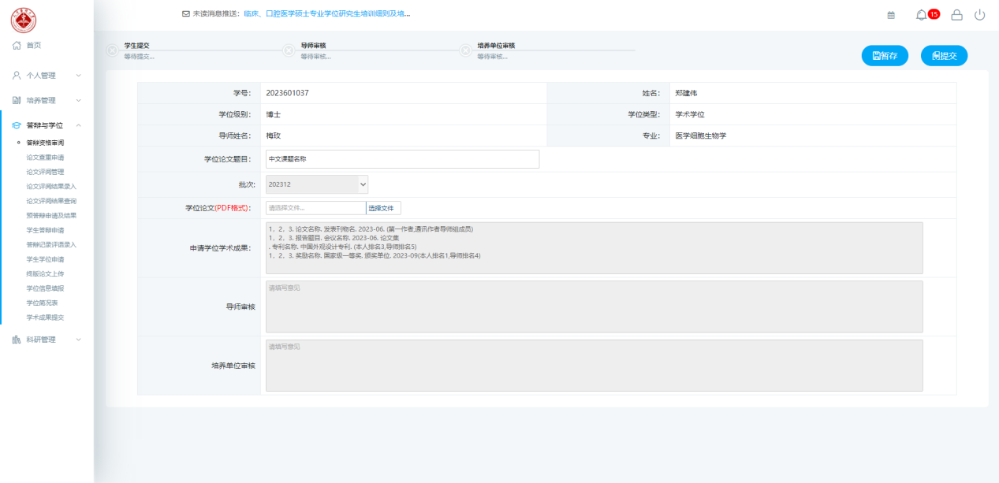 未读消息推送：临床、口腔医学硕士专业学位研究生培训细则及培...
15
首页
个人管理
培养管理
答辩与学位
答辩资格审阅
论文查重申请
论文评阅管理
论文评阅结果录入
论文评阅结果查询
预答辩申请及结果
学生答辩申请
答辩记录评语录入
学生学位申请
终版论文上传
学位信息填报
学位简况表
学术成果提交
科研管理
学生提交
等待提交...
导师审核
等待审核...
培养单位审核
等待审核...
暂存
提交
学号： 2023601037 姓名： 郑建伟
学位级别： 博士 学位类型： 学术学位
导师姓名： 梅玫 专业： 医学细胞生物学
学位论文题目： 中文课题名称
批次: 202312
学位论文(PDF格式)： 请选择文件... 选择文件
申请学位学术成果：
1，2，3. 论文名称. 发表刊物名. 2023-06. (第一作者,通讯作者导师组成员)
1，2，3. 报告题目. 会议名称. 2023-06. 论文集
. 专利名称. 中国外观设计专利. (本人排名3,导师排名5)
1，2，3. 奖励名称. 国家级一等奖. 颁奖单位. 2023-09(本人排名1,导师排名4)
导师审核 请填写意见
培养单位审核 请填写意见